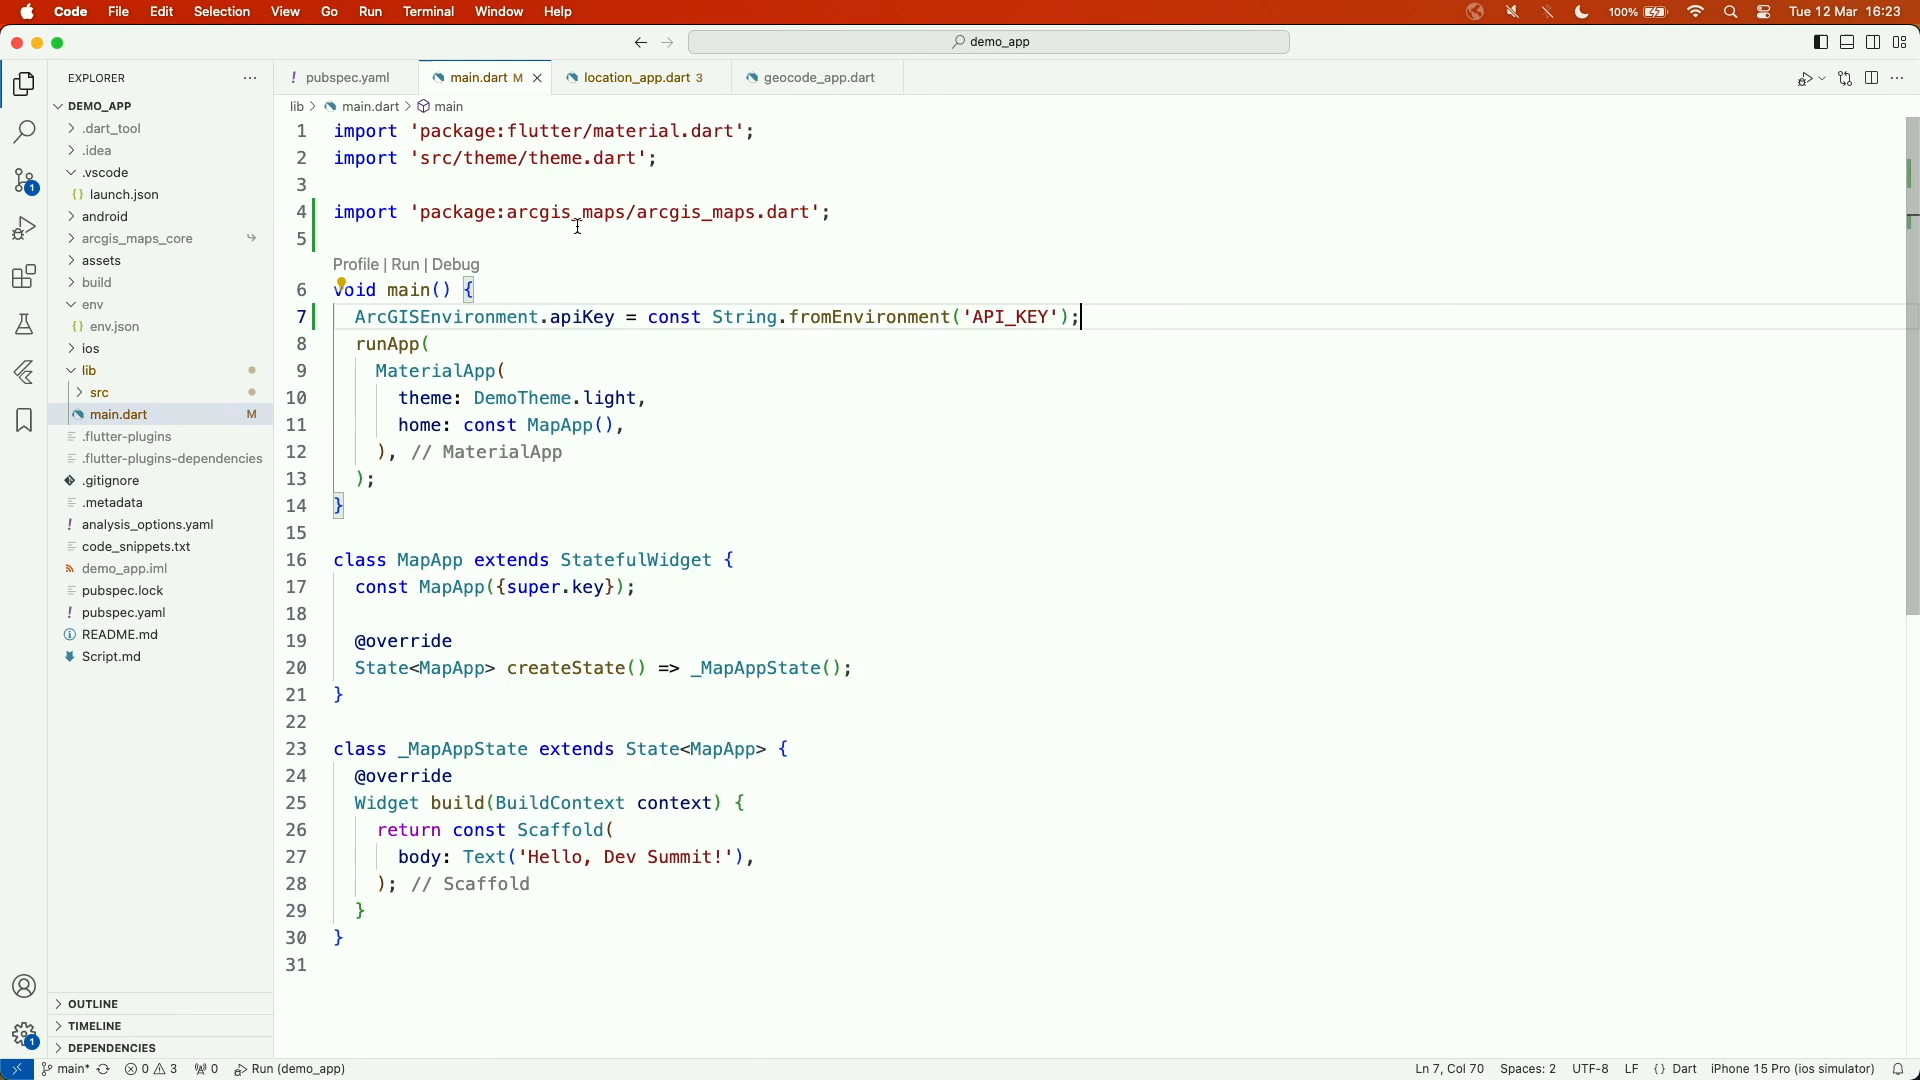 Code File Edit Selection View Go Run Terminal Window Help 100% Tue 12 Mar 16:23
demo_app
EXPLORER
pubspec.yaml main.dart M location_app.dart 3 geocode_app.dart
lib > main.dart > main
DEMO_APP
.dart_tool
.idea
.vscode
launch.json
android
arcgis_maps_core
assets
build
env
env.json
ios
lib
src
main.dart M
.flutter-plugins
.flutter-plugins-dependencies
.gitignore
.metadata
analysis_options.yaml
code_snippets.txt
demo_app.iml
pubspec.lock
pubspec.yaml
README.md
Script.md
OUTLINE
TIMELINE
DEPENDENCIES
1 import 'package:flutter/material.dart';
2 import 'src/theme/theme.dart';
3
4 import 'package:arcgis_maps/arcgis_maps.dart';
5
Profile | Run | Debug
6 void main() {
7 ArcGISEnvironment.apiKey = const String.fromEnvironment('API_KEY');
8 runApp(
9 MaterialApp(
10 theme: DemoTheme.light,
11 home: const MapApp(),
12 ), // MaterialApp
13 );
14 }
15
16 class MapApp extends StatefulWidget {
17 const MapApp({super.key});
18
19 @override
20 State<MapApp> createState() => _MapAppState();
21 }
22
23 class _MapAppState extends State<MapApp> {
24 @override
25 Widget build(BuildContext context) {
26 return const Scaffold(
27 body: Text('Hello, Dev Summit!'),
28 ); // Scaffold
29 }
30 }
31
1
1
main* 0 3 0 Run (demo_app) Ln 7, Col 70 Spaces: 2 UTF-8 LF {} Dart iPhone 15 Pro (ios simulator)